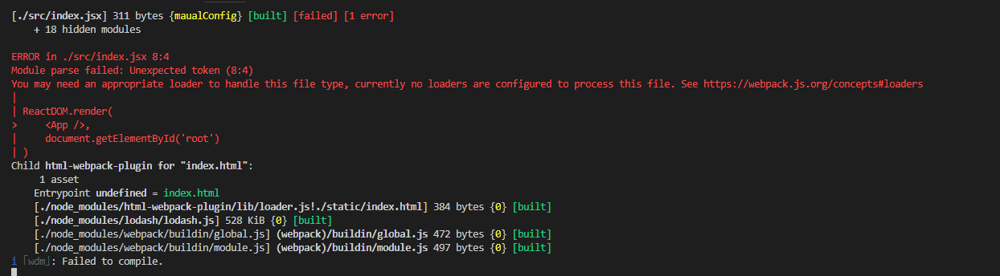 [./src/index.jsx] 311 bytes {maualConfig} [built] [failed] [1 error]
    + 18 hidden modules

ERROR in ./src/index.jsx 8:4
Module parse failed: Unexpected token (8:4)
You may need an appropriate loader to handle this file type, currently no loaders are configured to process this file. See https://webpack.js.org/concepts#loaders
|
| ReactDOM.render(
>     <App />,
|     document.getElementById('root')
| )
Child html-webpack-plugin for "index.html":
     1 asset
    Entrypoint undefined = index.html
    [./node_modules/html-webpack-plugin/lib/loader.js!./static/index.html] 384 bytes {0} [built]
    [./node_modules/lodash/lodash.js] 528 KiB {0} [built]
    [./node_modules/webpack/buildin/global.js] (webpack)/buildin/global.js 472 bytes {0} [built]
    [./node_modules/webpack/buildin/module.js] (webpack)/buildin/module.js 497 bytes {0} [built]
i ｢wdm｣: Failed to compile.